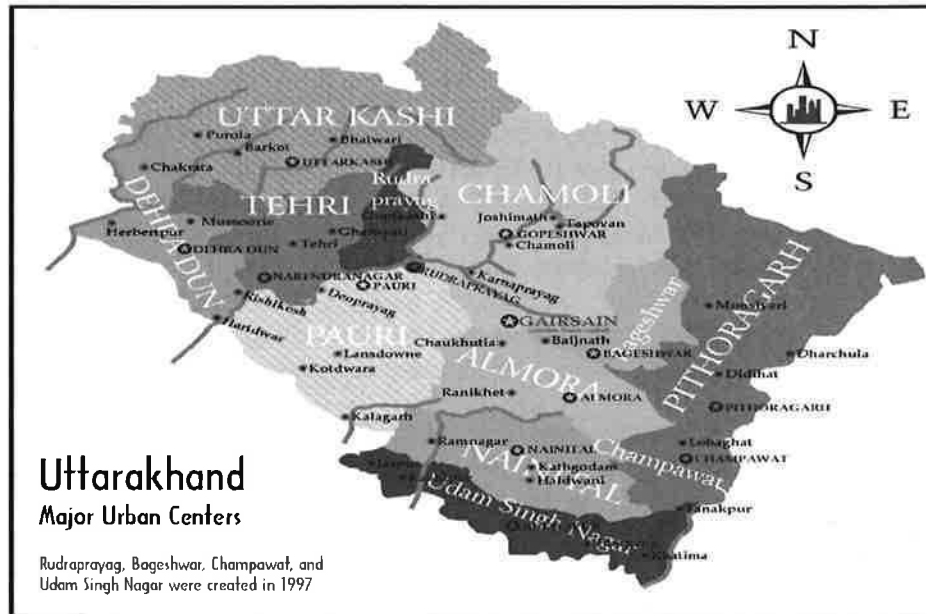 N
W E
S
UTTAR KASHI
Purola
Bhatwari
Barkot
UTTARKASHI
Chakrata
Rudra
prayag
CHAMOLI
DEHRADUN
TEHRI
Joshimath
Tapovan
Mussoorie
GOPESHWAR
Herbertpur
Chamoli
DEHRA DUN
Tehri
RUDRAPRAYAG
Karnaprayag
NARENDRANAGAR
PAURI
Rishikesh
Deoprayag
Bageshwar
PITHORAGARH
Munsiyari
Haridwar
GAIRSAIN
PAURI
Chaukhutia
Baijnath
Lansdowne
BAGESHWAR
Dharchula
Kotdwara
ALMORA
Didihat
Ranikhet
ALMORA
PITHORAGARH
Kalagarh
Ramnagar
NAINITAL
Lohaghat
Champawat
CHAMPAWAT
Kathgodam
NAINITAL
Haldwani
Udam Singh Nagar
Tanakpur
Khatima
Uttarakhand
Major Urban Centers
Rudraprayag, Bageshwar, Champawat, and
Udam Singh Nagar were created in 1997